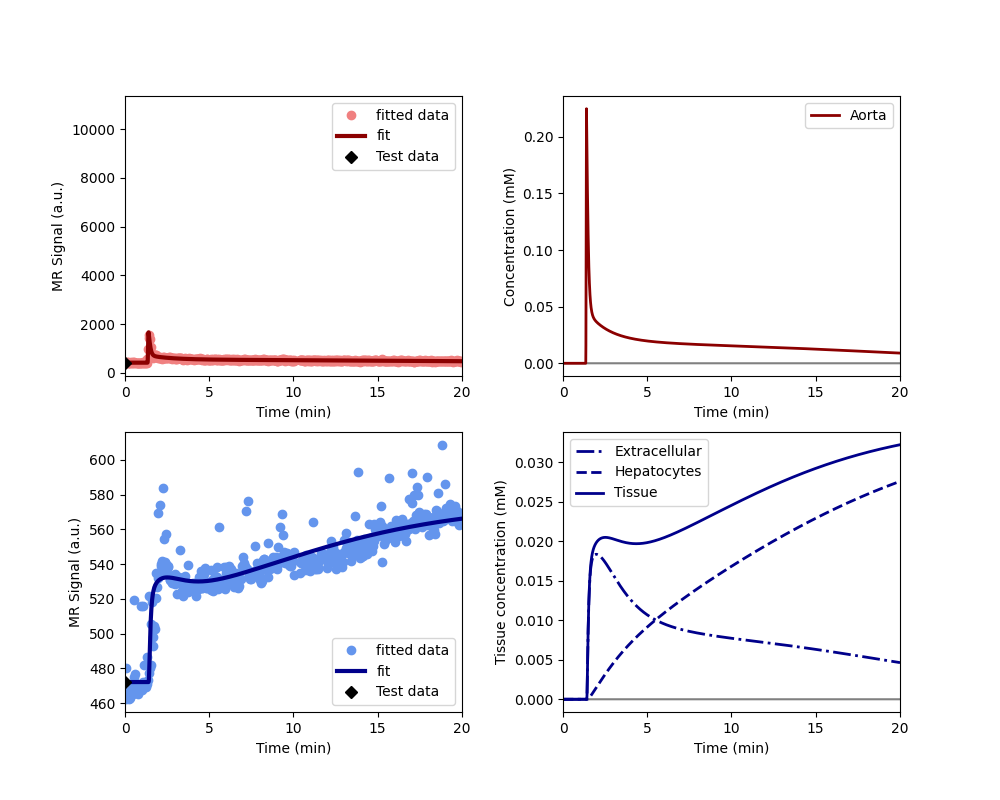 MR Signal (a.u.)
10000
8000
6000
4000
2000
0
fitted data
fit
Test data
0 5 10 15 20
Time (min)
Concentration (mM)
0.20
0.15
0.10
0.05
0.00
Aorta
0 5 10 15 20
Time (min)
MR Signal (a.u.)
600
580
560
540
520
500
480
460
fitted data
fit
Test data
0 5 10 15 20
Time (min)
Tissue concentration (mM)
0.030
0.025
0.020
0.015
0.010
0.005
0.000
Extracellular
Hepatocytes
Tissue
0 5 10 15 20
Time (min)